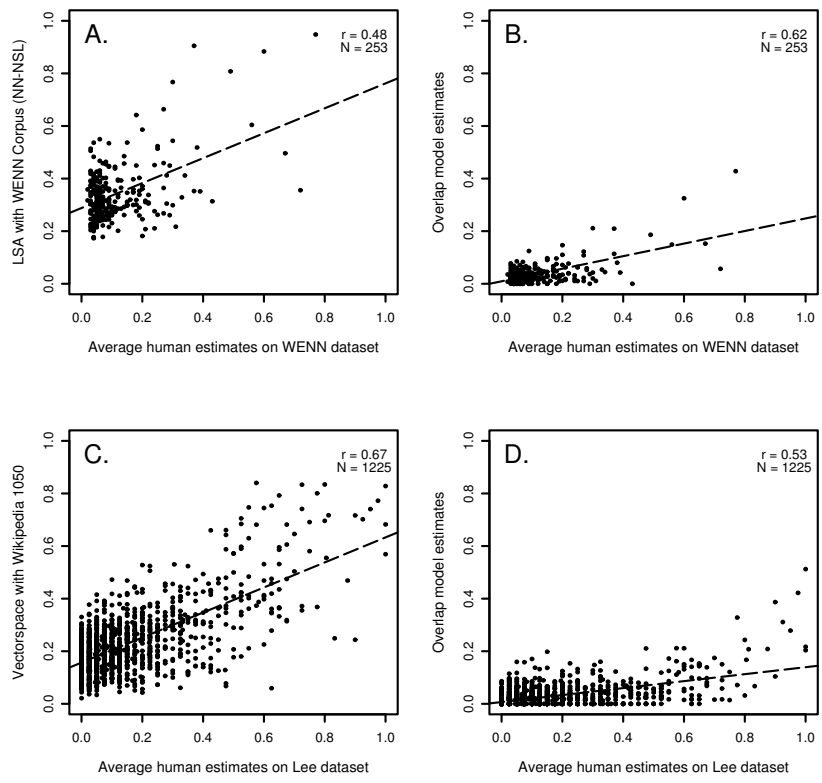 A.
r = 0.48
N = 253
LSA with WENN Corpus (NN-NSL)
0.0 0.2 0.4 0.6 0.8 1.0
0.0 0.2 0.4 0.6 0.8 1.0
Average human estimates on WENN dataset
B.
r = 0.62
N = 253
Overlap model estimates
0.0 0.2 0.4 0.6 0.8 1.0
0.0 0.2 0.4 0.6 0.8 1.0
Average human estimates on WENN dataset
C.
r = 0.67
N = 1225
Vectorspace with Wikipedia 1050
0.0 0.2 0.4 0.6 0.8 1.0
0.0 0.2 0.4 0.6 0.8 1.0
Average human estimates on Lee dataset
D.
r = 0.53
N = 1225
Overlap model estimates
0.0 0.2 0.4 0.6 0.8 1.0
0.0 0.2 0.4 0.6 0.8 1.0
Average human estimates on Lee dataset